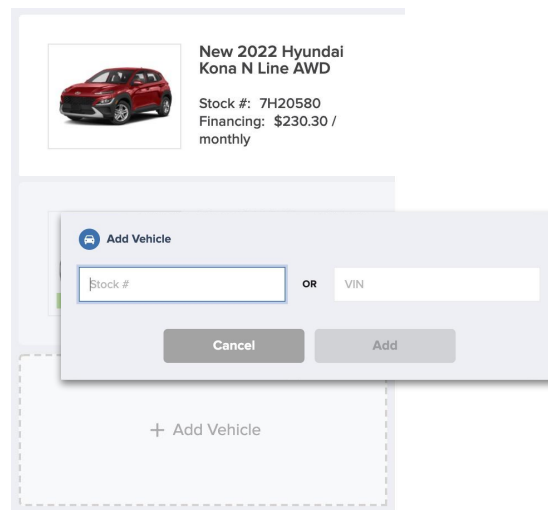 New 2022 Hyundai
Kona N Line AWD
Stock #: 7H20580
Financing: $230.30 /
monthly
Add Vehicle
Stock # OR VIN
Cancel Add
+ Add Vehicle